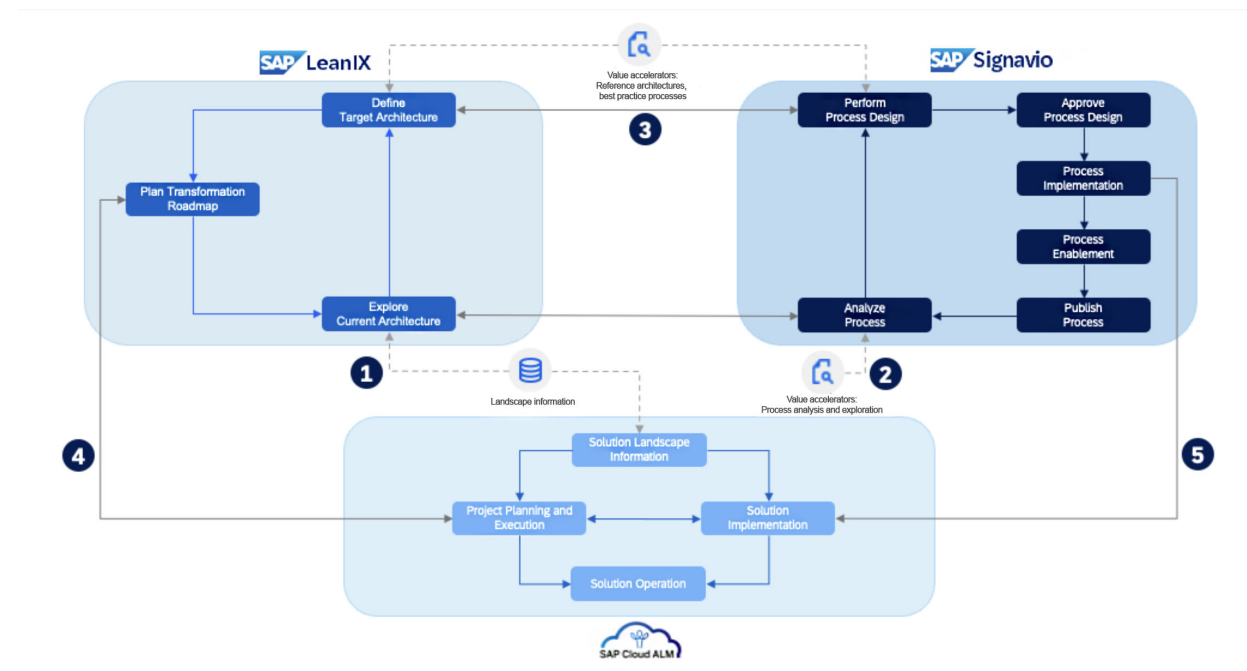 SAP LeanIX
Value accelerators:
Reference architectures,
best practice processes
SAP Signavio
Define
Target Architecture
3
Perform
Process Design
Approve
Process Design
Plan Transformation
Roadmap
Process
Implementation
Process
Enablement
Explore
Current Architecture
Analyze
Process
Publish
Process
1
Landscape information
2
Value accelerators:
Process analysis and exploration
4
Solution Landscape
Information
5
Project Planning and
Execution
Solution
Implementation
Solution Operation
SAP Cloud ALM